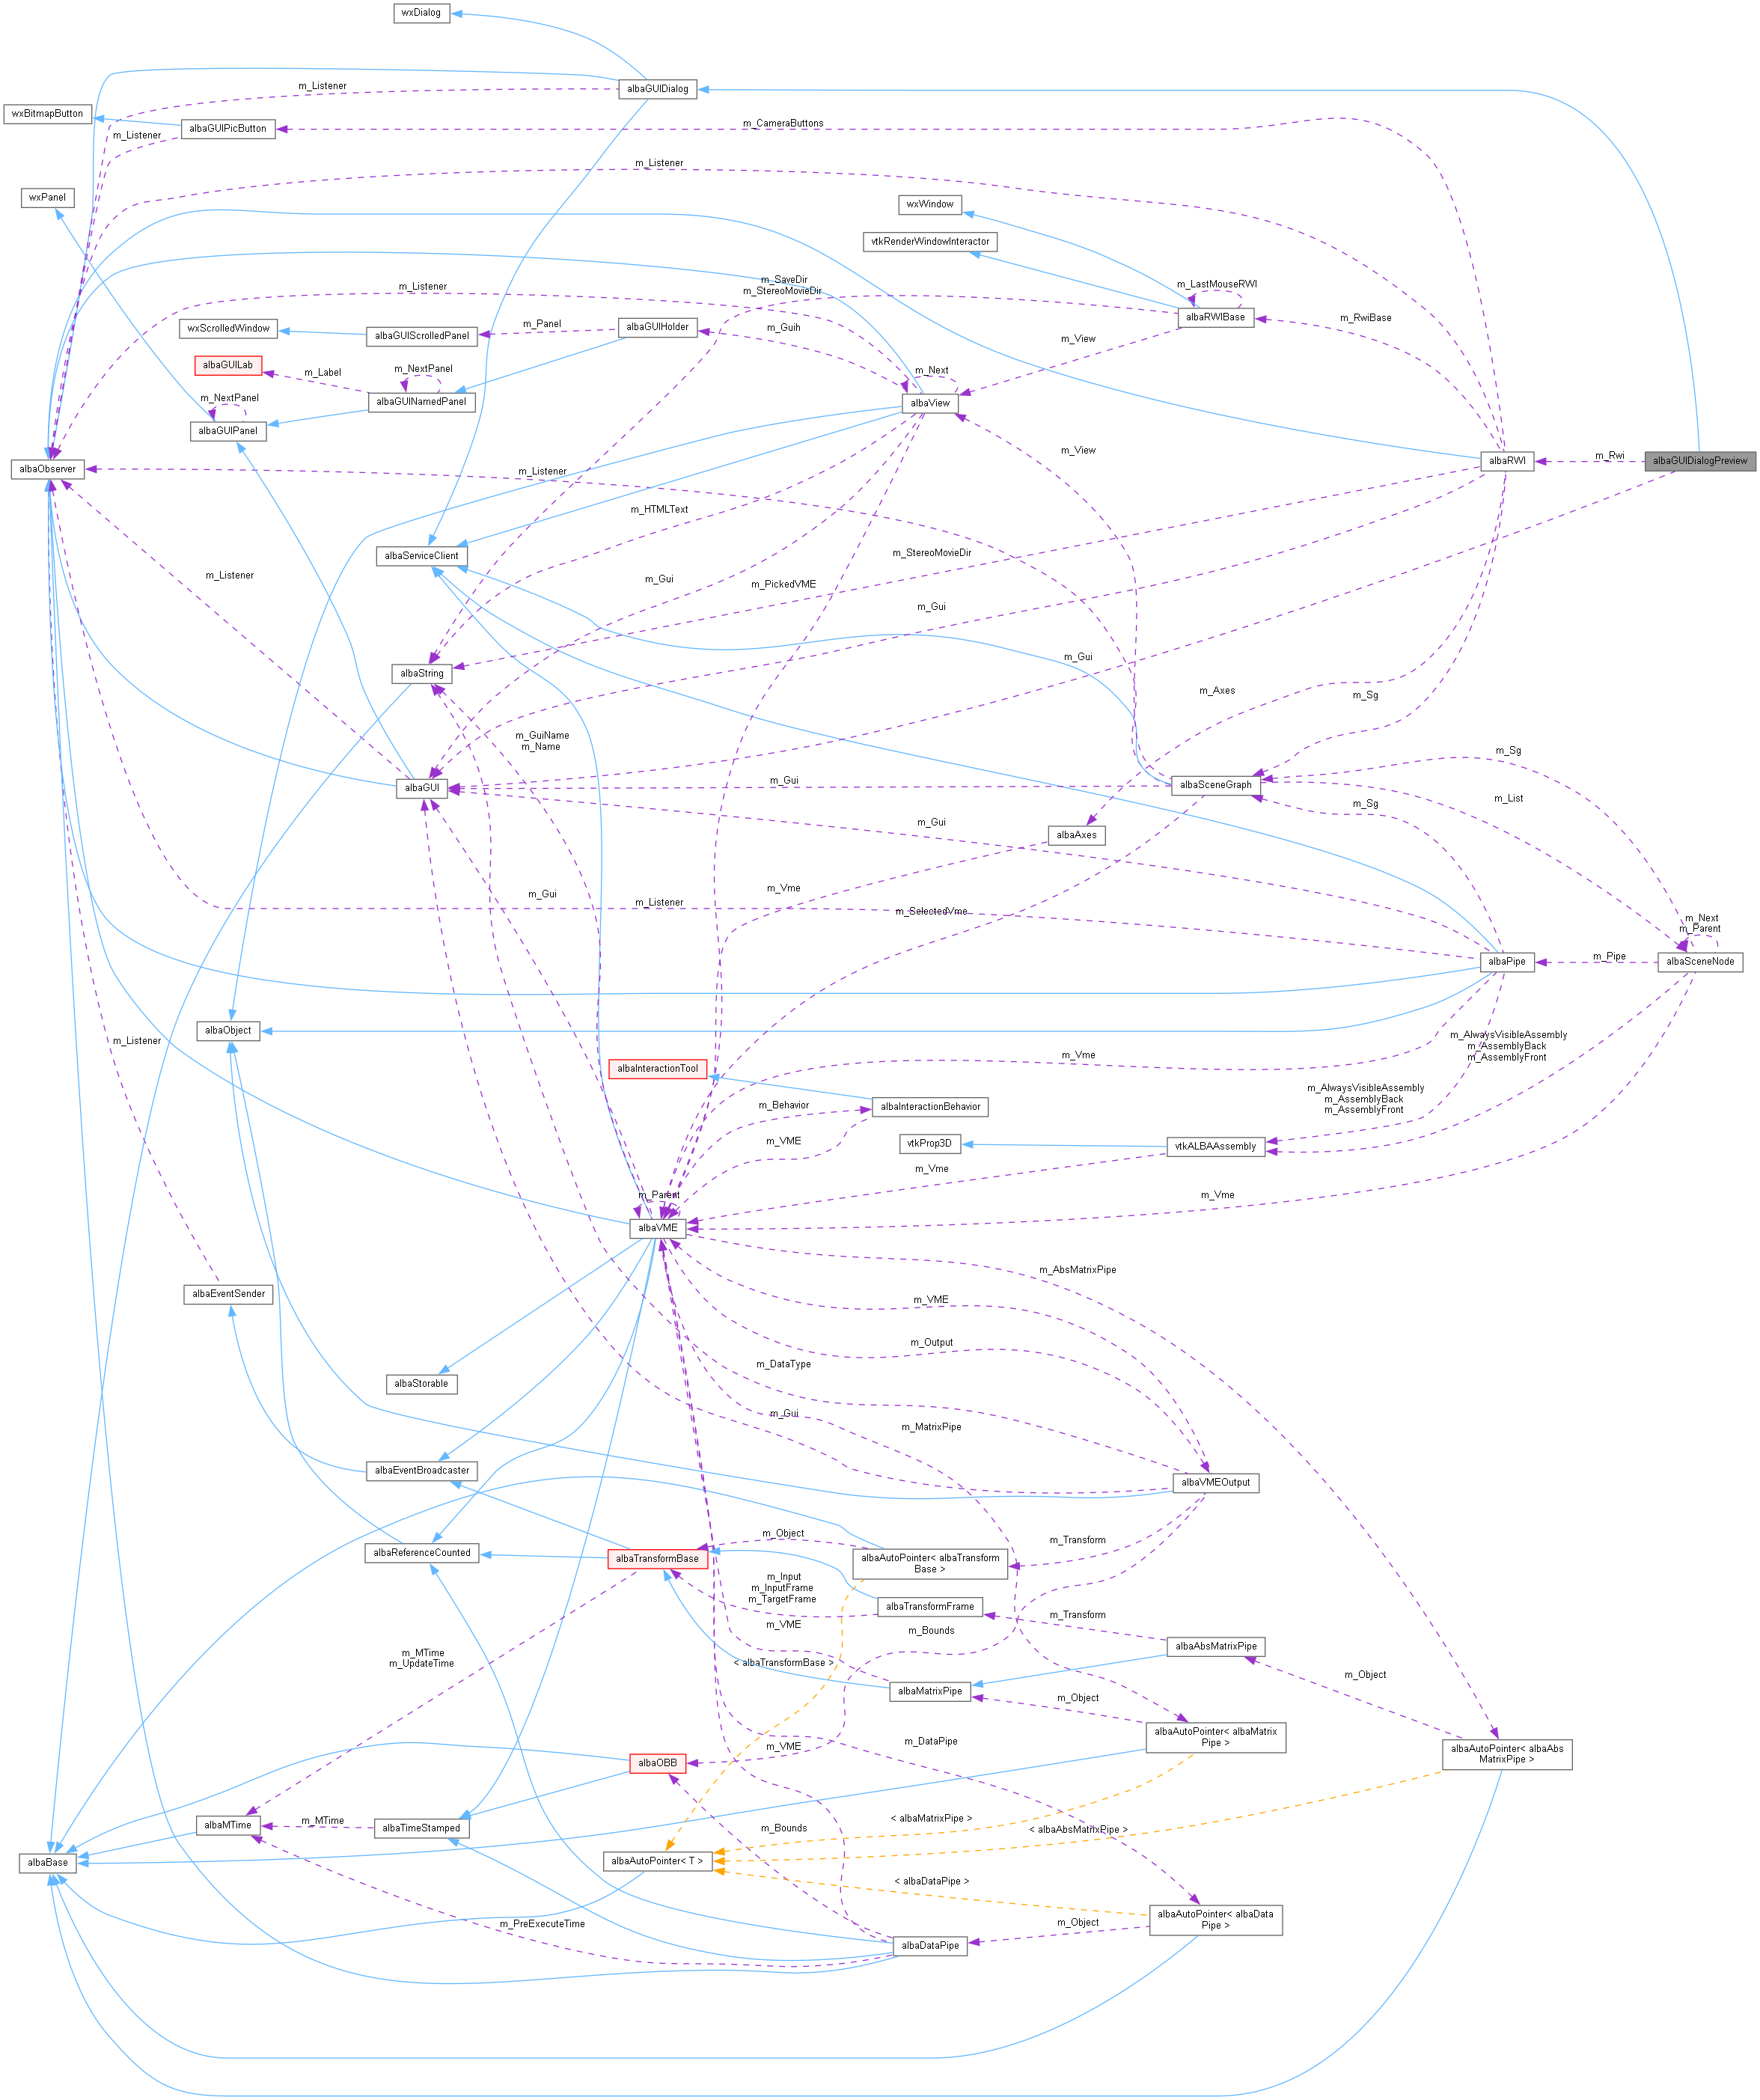 wxDialog
albaGUIDialog
m_Listener
wxBitmapButton
albaGUIPicButton
m_CameraButtons
m_Listener
m_Listener
wxPanel
wxWindow
vtkRenderWindowInteractor
m_SaveDir
m_StereoMovieDir
m_Listener
m_LastMouseRWI
albaRWIBase
m_RwiBase
wxScrolledWindow
albaGUIScrolledPanel
m_Panel
albaGUIHolder
m_Guih
m_View
albaGUILab
m_Label
m_NextPanel
m_Next
albaGUINamedPanel
albaView
m_NextPanel
albaGUIPanel
m_View
albaObserver
m_Listener
albaRWI
m_Rwi
albaGUIDialogPreview
m_HTMLText
albaServiceClient
m_StereoMovieDir
m_Listener
m_Gui
m_PickedVME
m_Gui
m_Gui
albaString
m_Axes
m_Sg
m_GuiName
m_Name
m_Sg
albaGUI
m_Gui
albaSceneGraph
m_List
m_Sg
m_Gui
albaAxes
m_Gui
m_Vme
m_Listener
m_SelectedVme
m_Next
m_Parent
albaPipe
m_Pipe
albaSceneNode
albaObject
m_Listener
m_AlwaysVisibleAssembly
m_AssemblyBack
m_AssemblyFront
m_Vme
albaInteractionTool
m_AlwaysVisibleAssembly
m_AssemblyBack
m_AssemblyFront
m_Behavior
albaInteractionBehavior
m_VME
vtkProp3D
vtkALBAAssembly
m_Vme
m_Parent
m_Vme
albaVME
m_AbsMatrixPipe
albaEventSender
m_VME
m_Output
m_DataType
albaStorable
m_Gui
m_MatrixPipe
albaEventBroadcaster
albaVMEOutput
m_Object
m_Transform
albaReferenceCounted
albaTransformBase
albaAutoPointer< albaTransform
Base >
m_Input
m_InputFrame
m_TargetFrame
albaTransformFrame
m_Transform
m_VME
m_Bounds
m_MTime
m_UpdateTime
albaAbsMatrixPipe
< albaTransformBase >
m_Object
albaMatrixPipe
m_Object
albaAutoPointer< albaMatrix
Pipe >
m_VME
m_DataPipe
albaAutoPointer< albaAbs
MatrixPipe >
albaOBB
albaMTime
m_MTime
albaTimeStamped
m_Bounds
< albaMatrixPipe >
< albaAbsMatrixPipe >
albaBase
albaAutoPointer< T >
< albaDataPipe >
albaAutoPointer< albaData
Pipe >
m_PreExecuteTime
m_Object
albaDataPipe